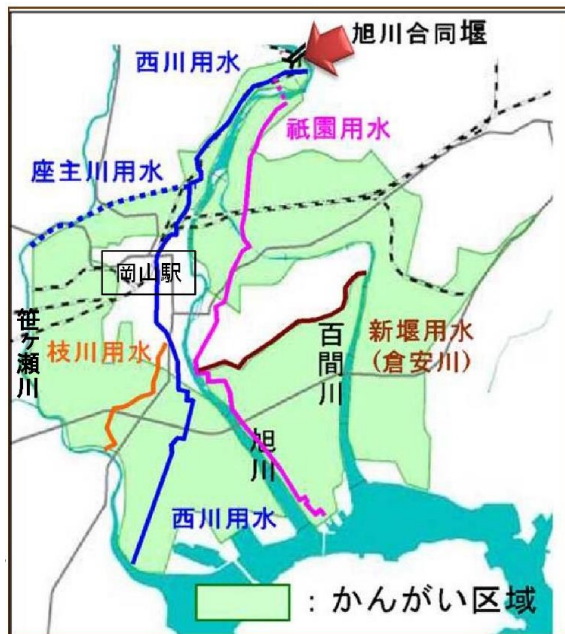 旭川合同堰
西川用水
祇園用水
座主川用水
岡山駅
笹ヶ瀬川
枝川用水
百間川
新堰用水
(倉安川)
旭川
西川用水
：かんがい区域